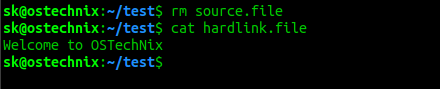 sk@ostechnix:~/test$ rm source.file
sk@ostechnix:~/test$ cat hardlink.file
Welcome to OSTechNix
sk@ostechnix:~/test$